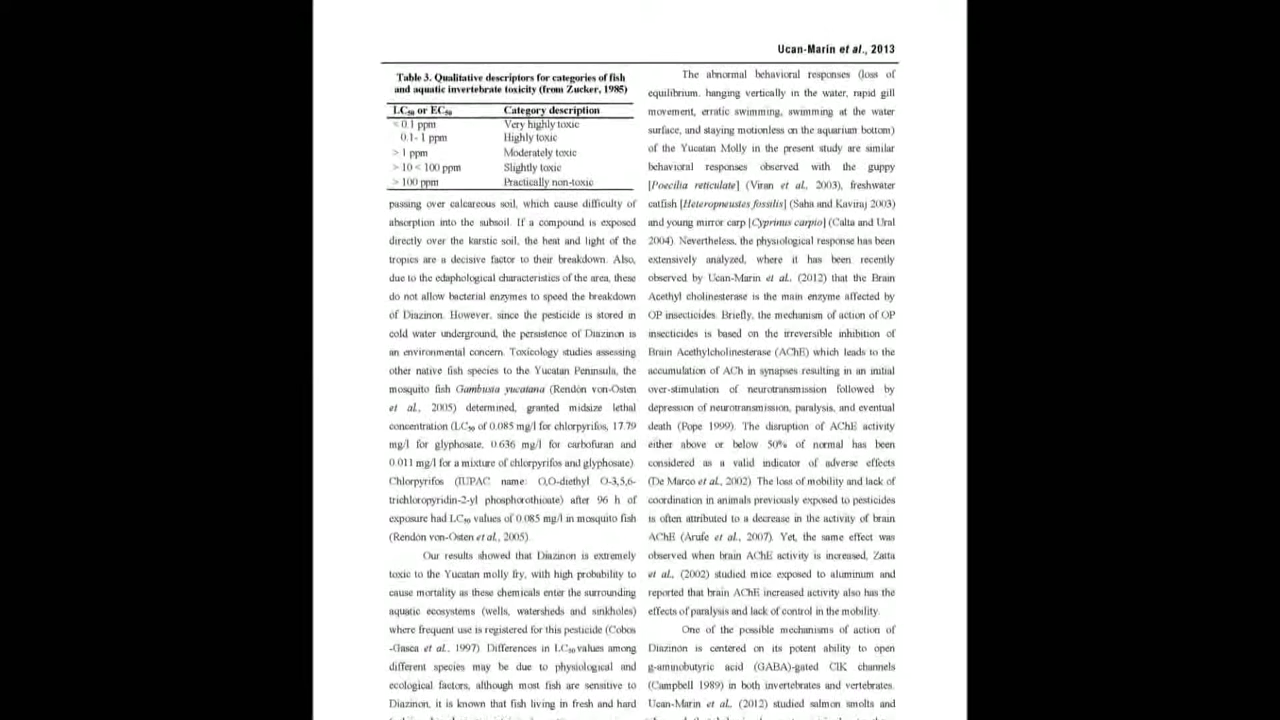 Ucan-Marín et al., 2013
Table 3. Qualitative descriptors for categories of fish
and aquatic invertebrate toxicity (from Zucker, 1985)
LC50 or EC50 Category description
< 0.1 ppm Very highly toxic
0.1- 1 ppm Highly toxic
> 1 ppm Moderately toxic
> 10 < 100 ppm Slightly toxic
> 100 ppm Practically non-toxic
passing over calcareous soil, which cause difficulty of
absorption into the subsoil. If a compound is exposed
directly over the karstic soil, the heat and light of the
tropics are a decisive factor to their breakdown. Also,
due to the edaphological characteristics of the area, these
do not allow bacterial enzymes to speed the breakdown
of Diazinon. However, since the pesticide is stored in
cold water underground, the persistence of Diazinon is
an environmental concern. Toxicology studies assessing
other native fish species to the Yucatan Peninsula, the
mosquito fish Gambusia yucatana (Rendón von-Osten
et al., 2005) determined, granted midsize lethal
concentration (LC50 of 0.085 mg/l for chlorpyrifos, 17.79
mg/l for glyphosate, 0.636 mg/l for carbofuran and
0.011 mg/l for a mixture of chlorpyrifos and glyphosate).
Chlorpyrifos (IUPAC name: O,O-diethyl O-3,5,6-
trichloropyridin-2-yl phosphorothioate) after 96 h of
exposure had LC50 values of 0.085 mg/l in mosquito fish
(Rendón von-Osten et al., 2005).
Our results showed that Diazinon is extremely
toxic to the Yucatan molly fry, with high probability to
cause mortality as these chemicals enter the surrounding
aquatic ecosystems (wells, watersheds and sinkholes)
where frequent use is registered for this pesticide (Cobos
-Gasca et al., 1997). Differences in LC50 values among
different species may be due to physiological and
ecological factors, although most fish are sensitive to
Diazinon, it is known that fish living in fresh and hard
The abnormal behavioral responses (loss of
equilibrium, hanging vertically in the water, rapid gill
movement, erratic swimming, swimming at the water
surface, and staying motionless on the aquarium bottom)
of the Yucatan Molly in the present study are similar
behavioral responses observed with the guppy
[Poecilia reticulate] (Viran et al., 2003), freshwater
catfish [Heteropneustes fossilis] (Saha and Kaviraj 2003)
and young mirror carp [Cyprinus carpio] (Calta and Ural
2004). Nevertheless, the physiological response has been
extensively analyzed, where it has been recently
observed by Ucan-Marin et al. (2012) that the Brain
Acethyl cholinesterase is the main enzyme affected by
OP insecticides. Briefly, the mechanism of action of OP
insecticides is based on the irreversible inhibition of
Brain Acethylcholinesterase (AChE) which leads to the
accumulation of ACh in synapses resulting in an initial
over-stimulation of neurotransmission followed by
depression of neurotransmission, paralysis, and eventual
death (Pope 1999). The disruption of AChE activity
either above or below 50% of normal has been
considered as a valid indicator of adverse effects
(De Marco et al., 2002). The loss of mobility and lack of
coordination in animals previously exposed to pesticides
is often attributed to a decrease in the activity of brain
AChE (Arufe et al., 2007). Yet, the same effect was
observed when brain AChE activity is increased, Zatta
et al., (2002) studied mice exposed to aluminum and
reported that brain AChE increased activity also has the
effects of paralysis and lack of control in the mobility.
One of the possible mechanisms of action of
Diazinon is centered on its potent ability to open
g-aminobutyric acid (GABA)-gated ClK channels
(Campbell 1989) in both invertebrates and vertebrates.
Ucan-Marin et al. (2012) studied salmon smolts and